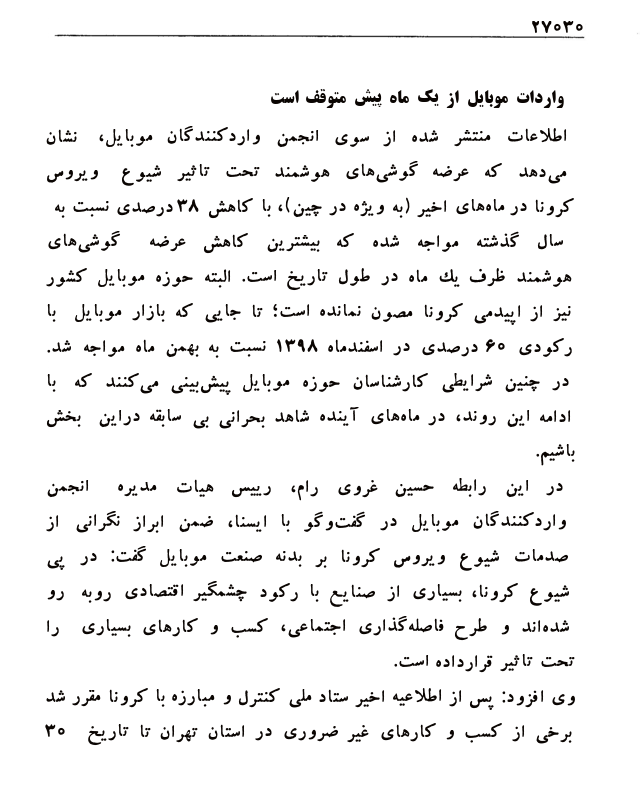 ۲۷۰۳۰
واردات موبایل از یک ماه پیش متوقف است
اطلاعات منتشر شده از سوی انجمن واردکنندگان موبایل، نشان
می‌دهد که عرضه گوشی‌های هوشمند تحت تاثیر شیوع ویروس
کرونا در ماه‌های اخیر (به ویژه در چین)، با کاهش ۳۸ درصدی نسبت به
سال گذشته مواجه شده که بیشترین کاهش عرضه گوشی‌های
هوشمند ظرف یك ماه در طول تاریخ است. البته حوزه موبایل کشور
نیز از اپیدمی کرونا مصون نمانده است؛ تا جایی که بازار موبایل با
رکودی ۶۰ درصدی در اسفندماه ۱۳۹۸ نسبت به بهمن ماه مواجه شد.
در چنین شرایطی کارشناسان حوزه موبایل پیش‌بینی می‌کنند که با
ادامه این روند، در ماه‌های آینده شاهد بحرانی بی سابقه دراین بخش
باشیم.
در این رابطه حسین غروی رام، رییس هیات مدیره انجمن
واردکنندگان موبایل در گفت‌وگو با ایسنا، ضمن ابراز نگرانی از
صدمات شیوع ویروس کرونا بر بدنه صنعت موبایل گفت: در پی
شیوع کرونا، بسیاری از صنایع با رکود چشمگیر اقتصادی روبه رو
شده‌اند و طرح فاصله‌گذاری اجتماعی، کسب و کارهای بسیاری را
تحت تاثیر قرارداده است.
وی افزود: پس از اطلاعیه اخیر ستاد ملی کنترل و مبارزه با کرونا مقرر شد
برخی از کسب و کارهای غیر ضروری در استان تهران تا تاریخ ۳۰